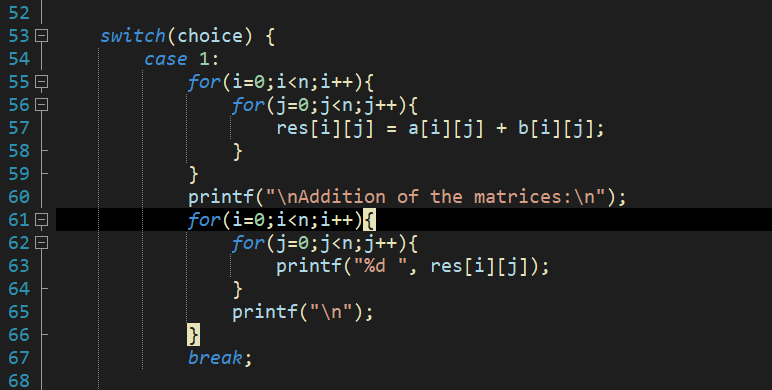 52
53 switch(choice) {
54 case 1:
55 for(i=0;i<n;i++){
56 for(j=0;j<n;j++){
57 res[i][j] = a[i][j] + b[i][j];
58 }
59 }
60 printf("\nAddition of the matrices:\n");
61 for(i=0;i<n;i++){
62 for(j=0;j<n;j++){
63 printf("%d ", res[i][j]);
64 }
65 printf("\n");
66 }
67 break;
68